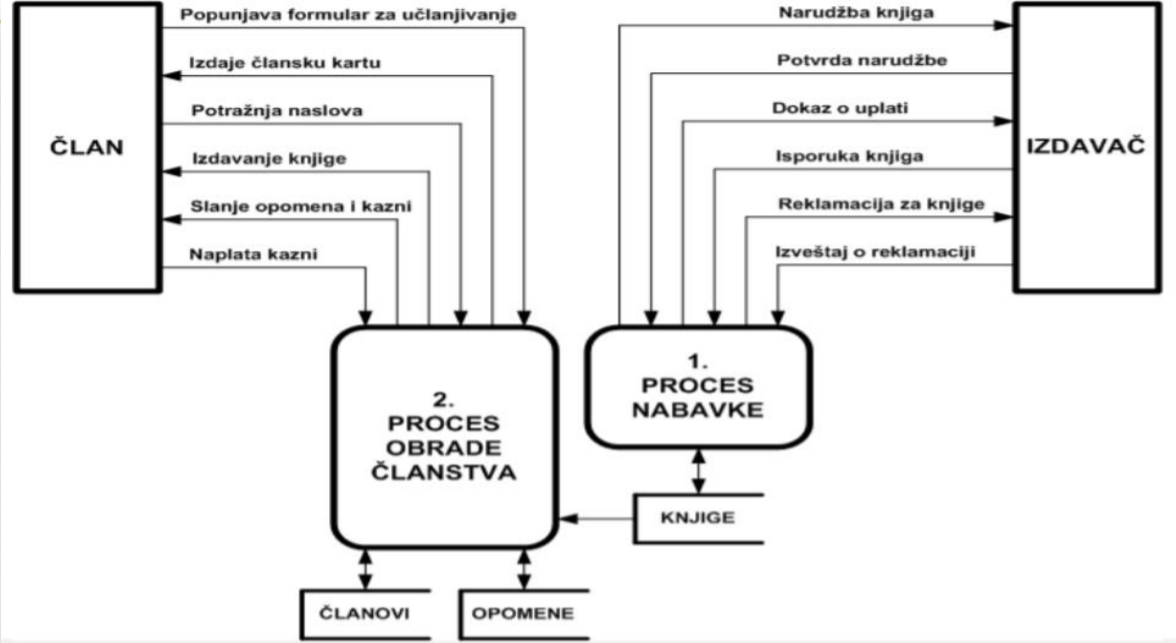 Popunjava formular za učlanjivanje
Izdaje člansku kartu
Potražnja naslova
ČLAN
Izdavanje knjige
Slanje opomena i kazni
Naplata kazni
Narudžba knjiga
Potvrda narudžbe
Dokaz o uplati
IZDAVAČ
Isporuka knjiga
Reklamacija za knjige
Izveštaj o reklamaciji
2.
PROCES
OBRADE
ČLANSTVA
1.
PROCES
NABAVKE
KNJIGE
ČLANOVI
OPOMENE